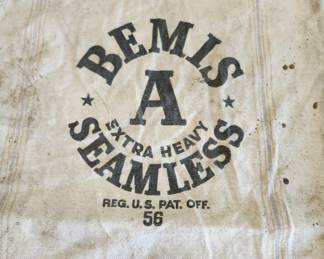 BEMIS
A
EXTRA HEAVY
SEAMLESS
REG. U.S. PAT. OFF.
56